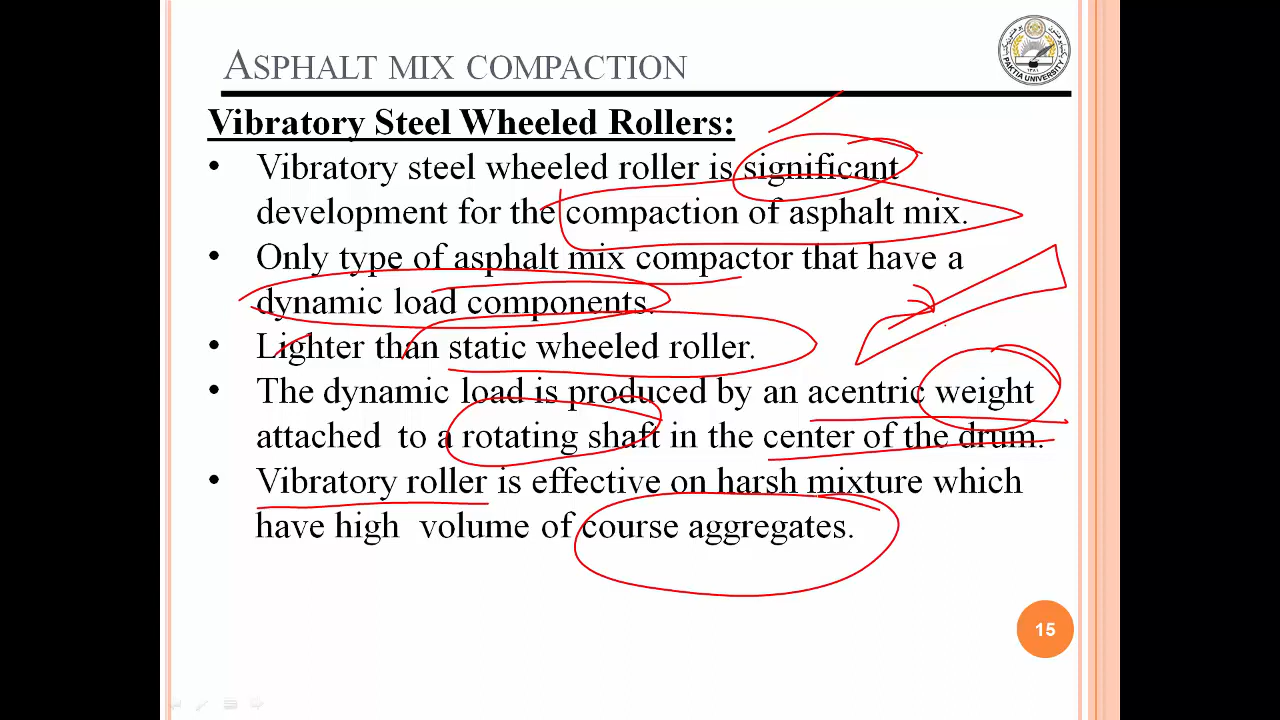 ASPHALT MIX COMPACTION
PAKTIA UNIVERSITY
Vibratory Steel Wheeled Rollers:
• Vibratory steel wheeled roller is significant
development for the compaction of asphalt mix.
• Only type of asphalt mix compactor that have a
dynamic load components.
• Lighter than static wheeled roller.
• The dynamic load is produced by an acentric weight
attached to a rotating shaft in the center of the drum.
• Vibratory roller is effective on harsh mixture which
have high volume of course aggregates.
15